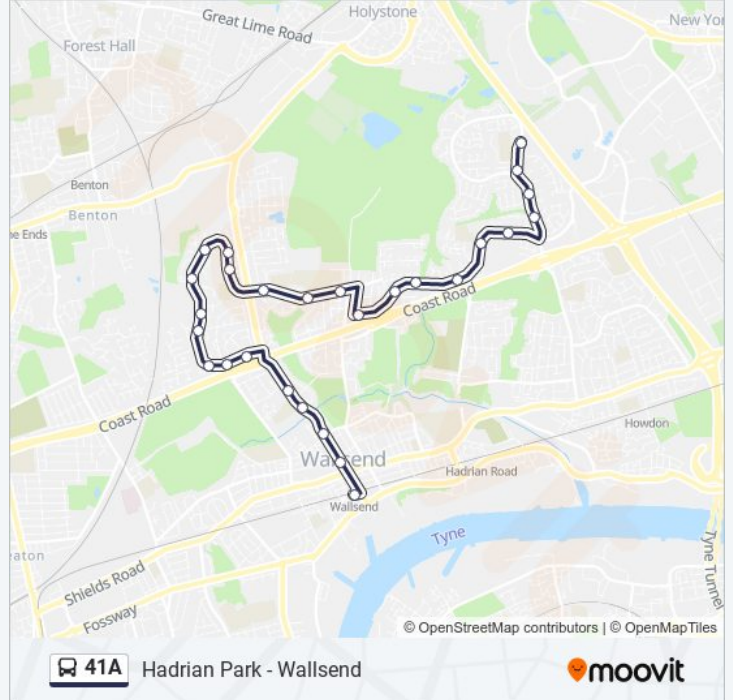 Holystone
Great Lime Road
New Yor
Forest Hall
Benton
Benton
e Ends
Coast Road
Coast Road
Howdon
Wallsend
Hadrian Road
Wallsend
Tyne
Tyne Tunnel
eaton
Shields Road
Fossway
© OpenStreetMap contributors | © OpenMapTiles
41A Hadrian Park - Wallsend moovit